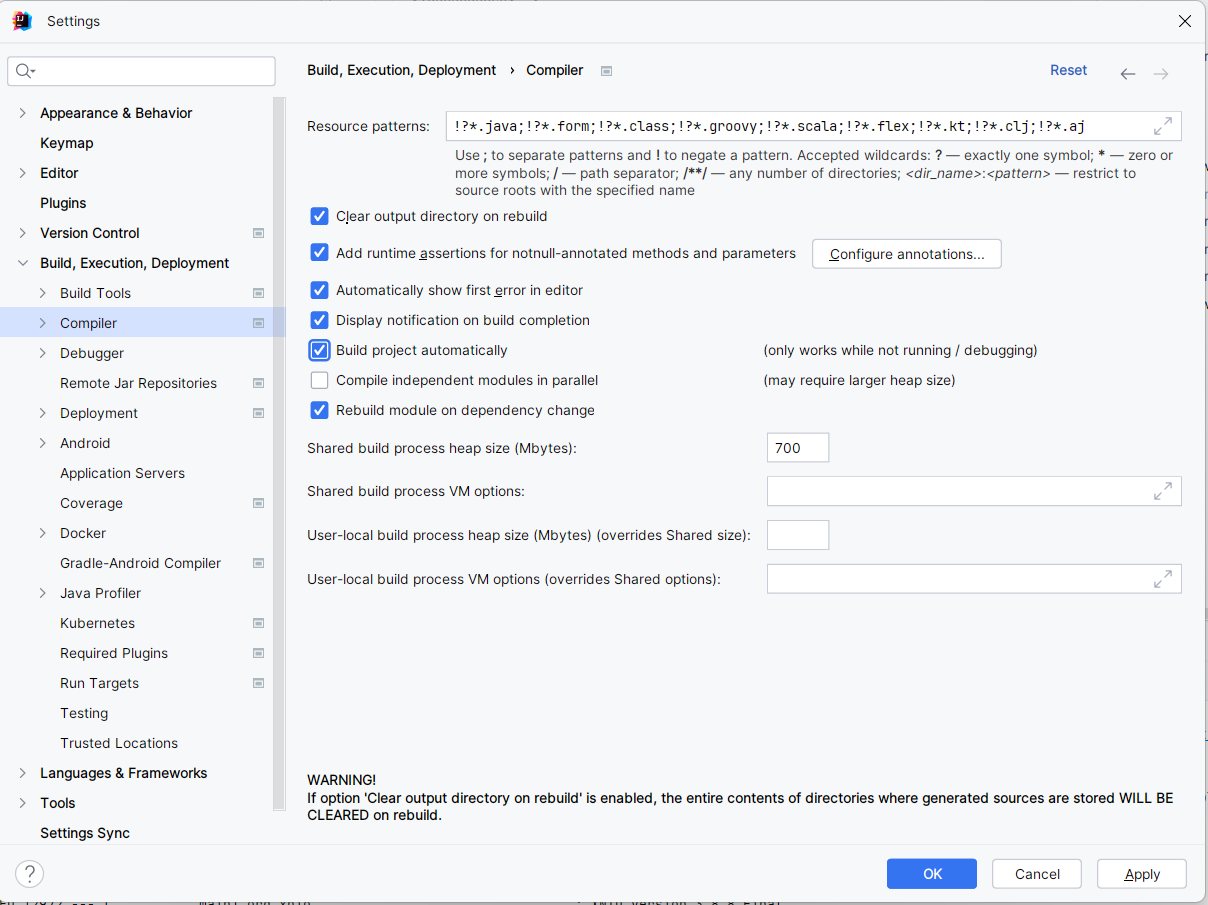 Settings
Build, Execution, Deployment › Compiler
Reset
Appearance & Behavior
Keymap
Editor
Plugins
Version Control
Build, Execution, Deployment
Build Tools
Compiler
Debugger
Remote Jar Repositories
Deployment
Android
Application Servers
Coverage
Docker
Gradle-Android Compiler
Java Profiler
Kubernetes
Required Plugins
Run Targets
Testing
Trusted Locations
Languages & Frameworks
Tools
Settings Sync
Resource patterns: !?*.java;!?*.form;!?*.class;!?*.groovy;!?*.scala;!?*.flex;!?*.kt;!?*.clj;!?*.aj
Use ; to separate patterns and ! to negate a pattern. Accepted wildcards: ? — exactly one symbol; * — zero or
more symbols; / — path separator; /**/ — any number of directories; <dir_name>:<pattern> — restrict to
source roots with the specified name
Clear output directory on rebuild
Add runtime assertions for notnull-annotated methods and parameters Configure annotations...
Automatically show first error in editor
Display notification on build completion
Build project automatically (only works while not running / debugging)
Compile independent modules in parallel (may require larger heap size)
Rebuild module on dependency change
Shared build process heap size (Mbytes): 700
Shared build process VM options:
User-local build process heap size (Mbytes) (overrides Shared size):
User-local build process VM options (overrides Shared options):
WARNING!
If option 'Clear output directory on rebuild' is enabled, the entire contents of directories where generated sources are stored WILL BE
CLEARED on rebuild.
? OK Cancel Apply